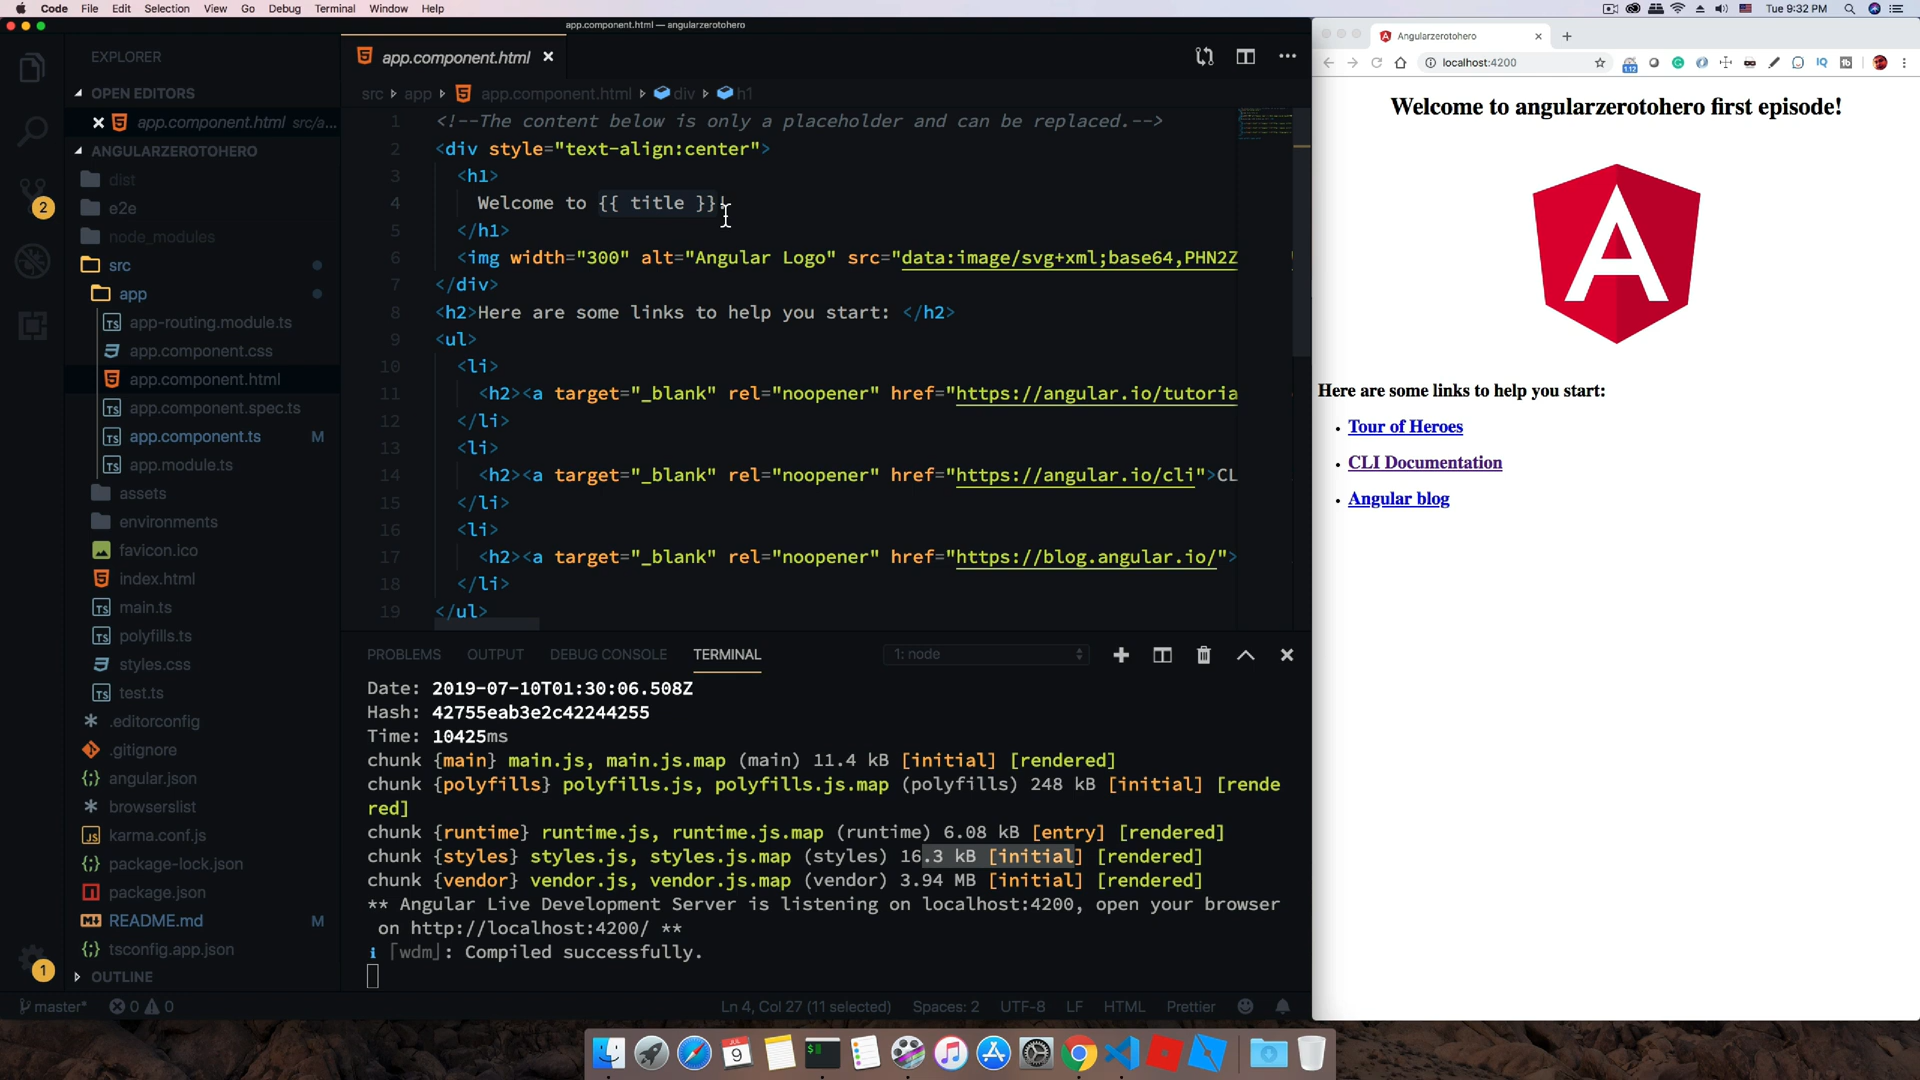 Code File Edit Selection View Go Debug Terminal Window Help
Tue 9:32 PM
app.component.html — angularzerotohero
EXPLORER
OPEN EDITORS
app.component.html src/a...
ANGULARZEROTOHERO
dist
e2e
node_modules
src
app
app-routing.module.ts
app.component.css
app.component.html
app.component.spec.ts
app.component.ts M
app.module.ts
assets
environments
favicon.ico
index.html
main.ts
polyfills.ts
styles.css
test.ts
.editorconfig
.gitignore
angular.json
browserslist
karma.conf.js
package-lock.json
package.json
README.md M
tsconfig.app.json
OUTLINE
2
1
app.component.html
src app app.component.html div h1
1 <!--The content below is only a placeholder and can be replaced.-->
2 <div style="text-align:center">
3 <h1>
4 Welcome to {{ title }}!
5 </h1>
6 <img width="300" alt="Angular Logo" src="data:image/svg+xml;base64,PHN2Z
7 </div>
8 <h2>Here are some links to help you start: </h2>
9 <ul>
10 <li>
11 <h2><a target="_blank" rel="noopener" href="https://angular.io/tutoria
12 </li>
13 <li>
14 <h2><a target="_blank" rel="noopener" href="https://angular.io/cli">CL
15 </li>
16 <li>
17 <h2><a target="_blank" rel="noopener" href="https://blog.angular.io/">
18 </li>
19 </ul>
PROBLEMS OUTPUT DEBUG CONSOLE TERMINAL 1: node
Date: 2019-07-10T01:30:06.508Z
Hash: 42755eab3e2c42244255
Time: 10425ms
chunk {main} main.js, main.js.map (main) 11.4 kB [initial] [rendered]
chunk {polyfills} polyfills.js, polyfills.js.map (polyfills) 248 kB [initial] [rende
red]
chunk {runtime} runtime.js, runtime.js.map (runtime) 6.08 kB [entry] [rendered]
chunk {styles} styles.js, styles.js.map (styles) 16.3 kB [initial] [rendered]
chunk {vendor} vendor.js, vendor.js.map (vendor) 3.94 MB [initial] [rendered]
** Angular Live Development Server is listening on localhost:4200, open your browser
on http://localhost:4200/ **
i ｢wdm｣: Compiled successfully.
master* 0 0 Ln 4, Col 27 (11 selected) Spaces: 2 UTF-8 LF HTML Prettier
Angularzerotohero
localhost:4200
Welcome to angularzerotohero first episode!
A
Here are some links to help you start:
Tour of Heroes
CLI Documentation
Angular blog
JUL
9